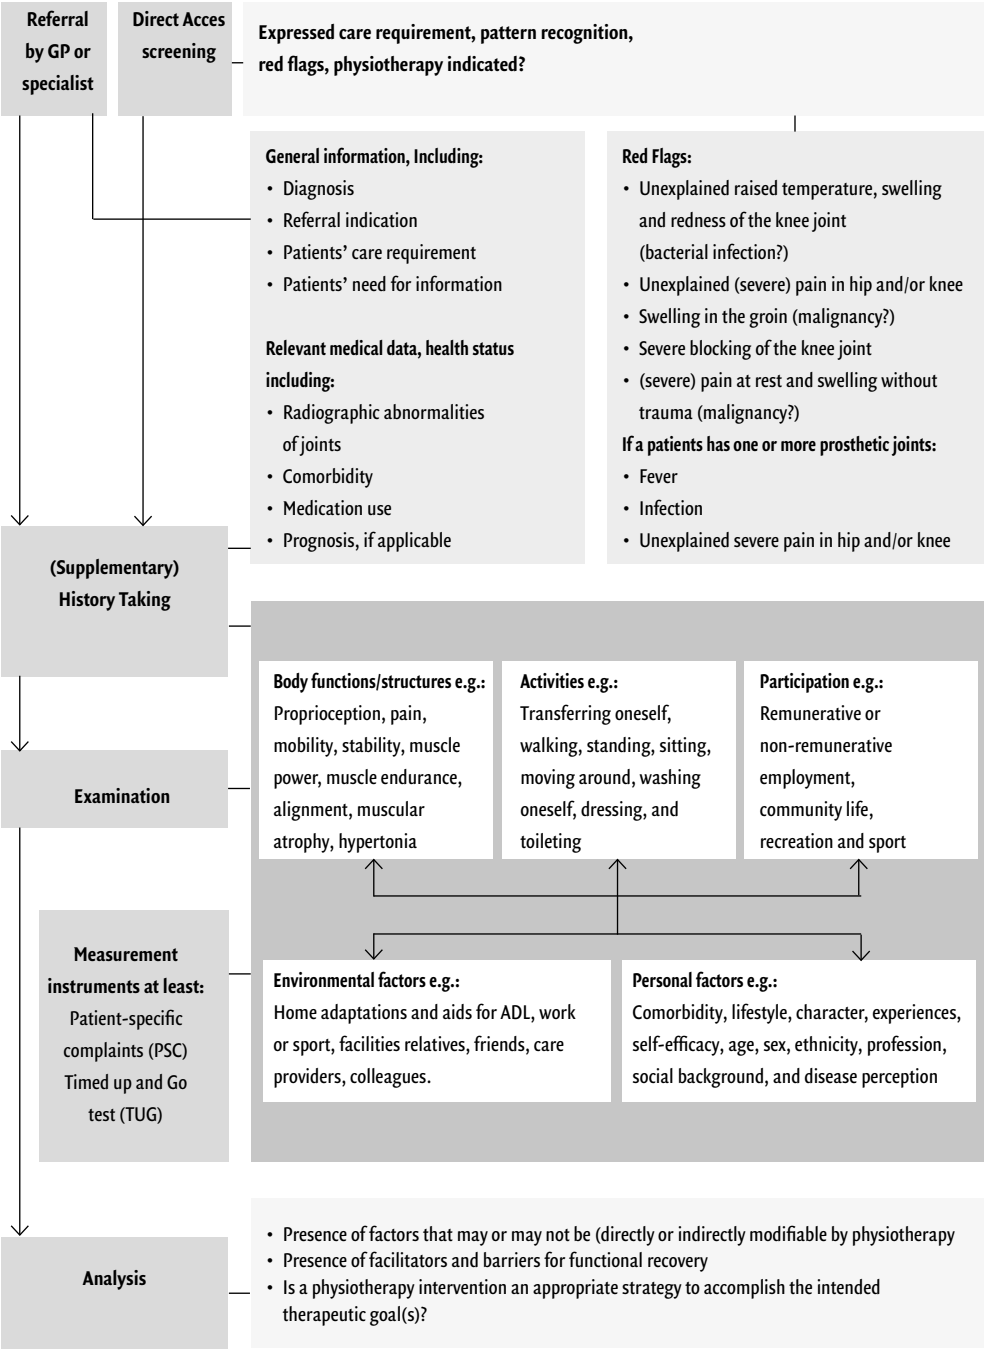 Referral
by GP or
specialist
Direct Acces
screening
Expressed care requirement, pattern recognition,
red flags, physiotherapy indicated?
General information, Including:
• Diagnosis
• Referral indication
• Patients’ care requirement
• Patients’ need for information
Relevant medical data, health status
including:
• Radiographic abnormalities
of joints
• Comorbidity
• Medication use
• Prognosis, if applicable
Red Flags:
• Unexplained raised temperature, swelling
and redness of the knee joint
(bacterial infection?)
• Unexplained (severe) pain in hip and/or knee
• Swelling in the groin (malignancy?)
• Severe blocking of the knee joint
• (severe) pain at rest and swelling without
trauma (malignancy?)
If a patients has one or more prosthetic joints:
• Fever
• Infection
• Unexplained severe pain in hip and/or knee
(Supplementary)
History Taking
Body functions/structures e.g.:
Proprioception, pain,
mobility, stability, muscle
power, muscle endurance,
alignment, muscular
atrophy, hypertonia
Activities e.g.:
Transferring oneself,
walking, standing, sitting,
moving around, washing
oneself, dressing, and
toileting
Participation e.g.:
Remunerative or
non-remunerative
employment,
community life,
recreation and sport
Examination
Measurement
instruments at least:
Patient-specific
complaints (PSC)
Timed up and Go
test (TUG)
Environmental factors e.g.:
Home adaptations and aids for ADL, work
or sport, facilities relatives, friends, care
providers, colleagues.
Personal factors e.g.:
Comorbidity, lifestyle, character, experiences,
self-efficacy, age, sex, ethnicity, profession,
social background, and disease perception
Analysis
• Presence of factors that may or may not be (directly or indirectly modifiable by physiotherapy
• Presence of facilitators and barriers for functional recovery
• Is a physiotherapy intervention an appropriate strategy to accomplish the intended
therapeutic goal(s)?